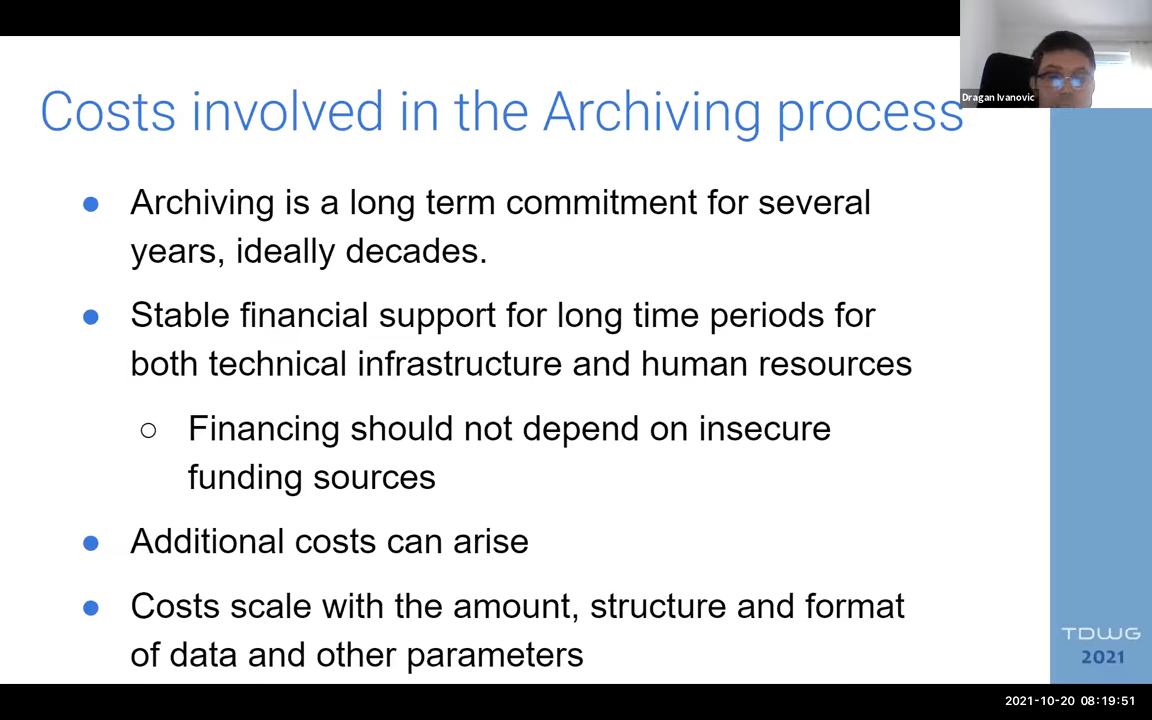 Costs involved in the Archiving process
Dragan Ivanovic
● Archiving is a long term commitment for several
years, ideally decades.
● Stable financial support for long time periods for
both technical infrastructure and human resources
○ Financing should not depend on insecure
funding sources
● Additional costs can arise
● Costs scale with the amount, structure and format
of data and other parameters
TDWG
2021
2021-10-20 08:19:51